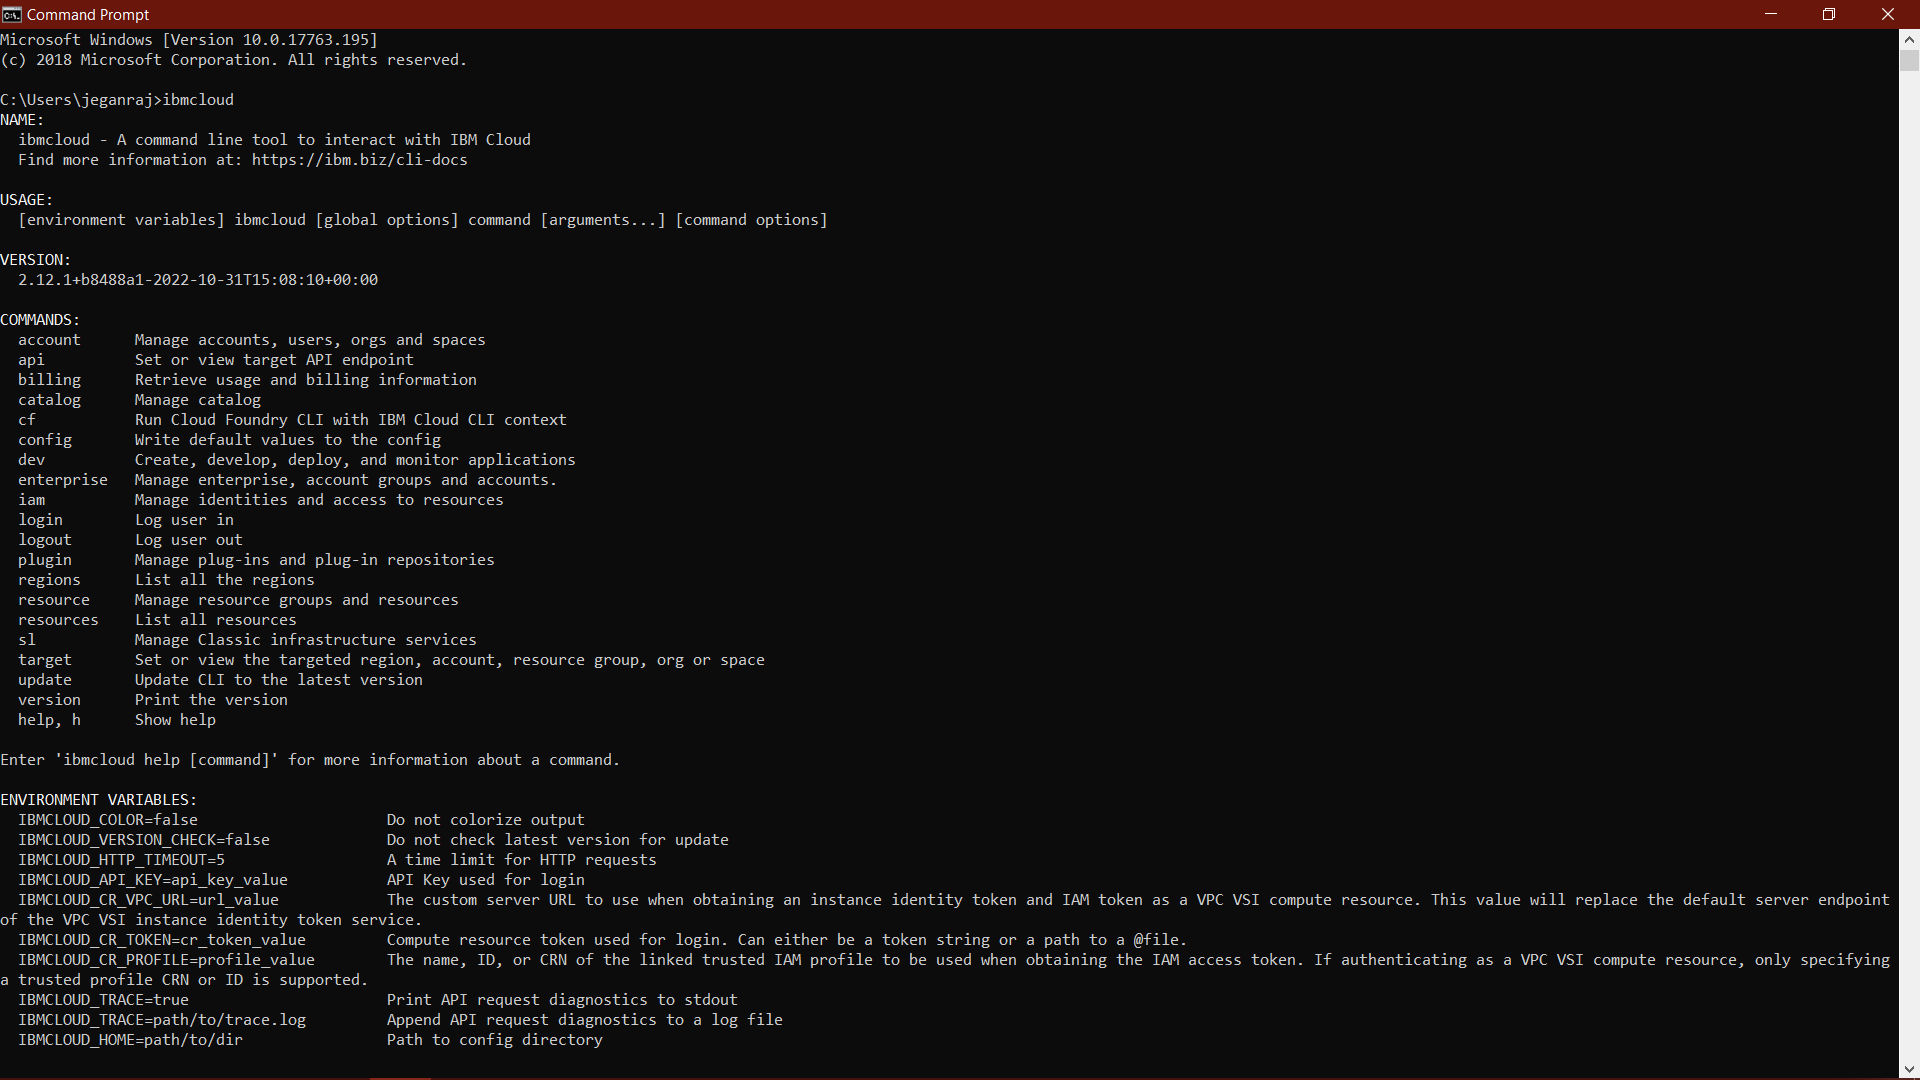 Command Prompt
Microsoft Windows [Version 10.0.17763.195]
(c) 2018 Microsoft Corporation. All rights reserved.
C:\Users\jeganraj>ibmcloud
NAME:
  ibmcloud - A command line tool to interact with IBM Cloud
  Find more information at: https://ibm.biz/cli-docs
USAGE:
  [environment variables] ibmcloud [global options] command [arguments...] [command options]
VERSION:
  2.12.1+b8488a1-2022-10-31T15:08:10+00:00
COMMANDS:
  account      Manage accounts, users, orgs and spaces
  api          Set or view target API endpoint
  billing      Retrieve usage and billing information
  catalog      Manage catalog
  cf           Run Cloud Foundry CLI with IBM Cloud CLI context
  config       Write default values to the config
  dev          Create, develop, deploy, and monitor applications
  enterprise   Manage enterprise, account groups and accounts.
  iam          Manage identities and access to resources
  login        Log user in
  logout       Log user out
  plugin       Manage plug-ins and plug-in repositories
  regions      List all the regions
  resource     Manage resource groups and resources
  resources    List all resources
  sl           Manage Classic infrastructure services
  target       Set or view the targeted region, account, resource group, org or space
  update       Update CLI to the latest version
  version      Print the version
  help, h      Show help
Enter 'ibmcloud help [command]' for more information about a command.
ENVIRONMENT VARIABLES:
  IBMCLOUD_COLOR=false                     Do not colorize output
  IBMCLOUD_VERSION_CHECK=false             Do not check latest version for update
  IBMCLOUD_HTTP_TIMEOUT=5                  A time limit for HTTP requests
  IBMCLOUD_API_KEY=api_key_value           API Key used for login
  IBMCLOUD_CR_VPC_URL=url_value            The custom server URL to use when obtaining an instance identity token and IAM token as a VPC VSI compute resource. This value will replace the default server endpoint
of the VPC VSI instance identity token service.
  IBMCLOUD_CR_TOKEN=cr_token_value         Compute resource token used for login. Can either be a token string or a path to a @file.
  IBMCLOUD_CR_PROFILE=profile_value        The name, ID, or CRN of the linked trusted IAM profile to be used when obtaining the IAM access token. If authenticating as a VPC VSI compute resource, only specifying
a trusted profile CRN or ID is supported.
  IBMCLOUD_TRACE=true                      Print API request diagnostics to stdout
  IBMCLOUD_TRACE=path/to/trace.log         Append API request diagnostics to a log file
  IBMCLOUD_HOME=path/to/dir                Path to config directory